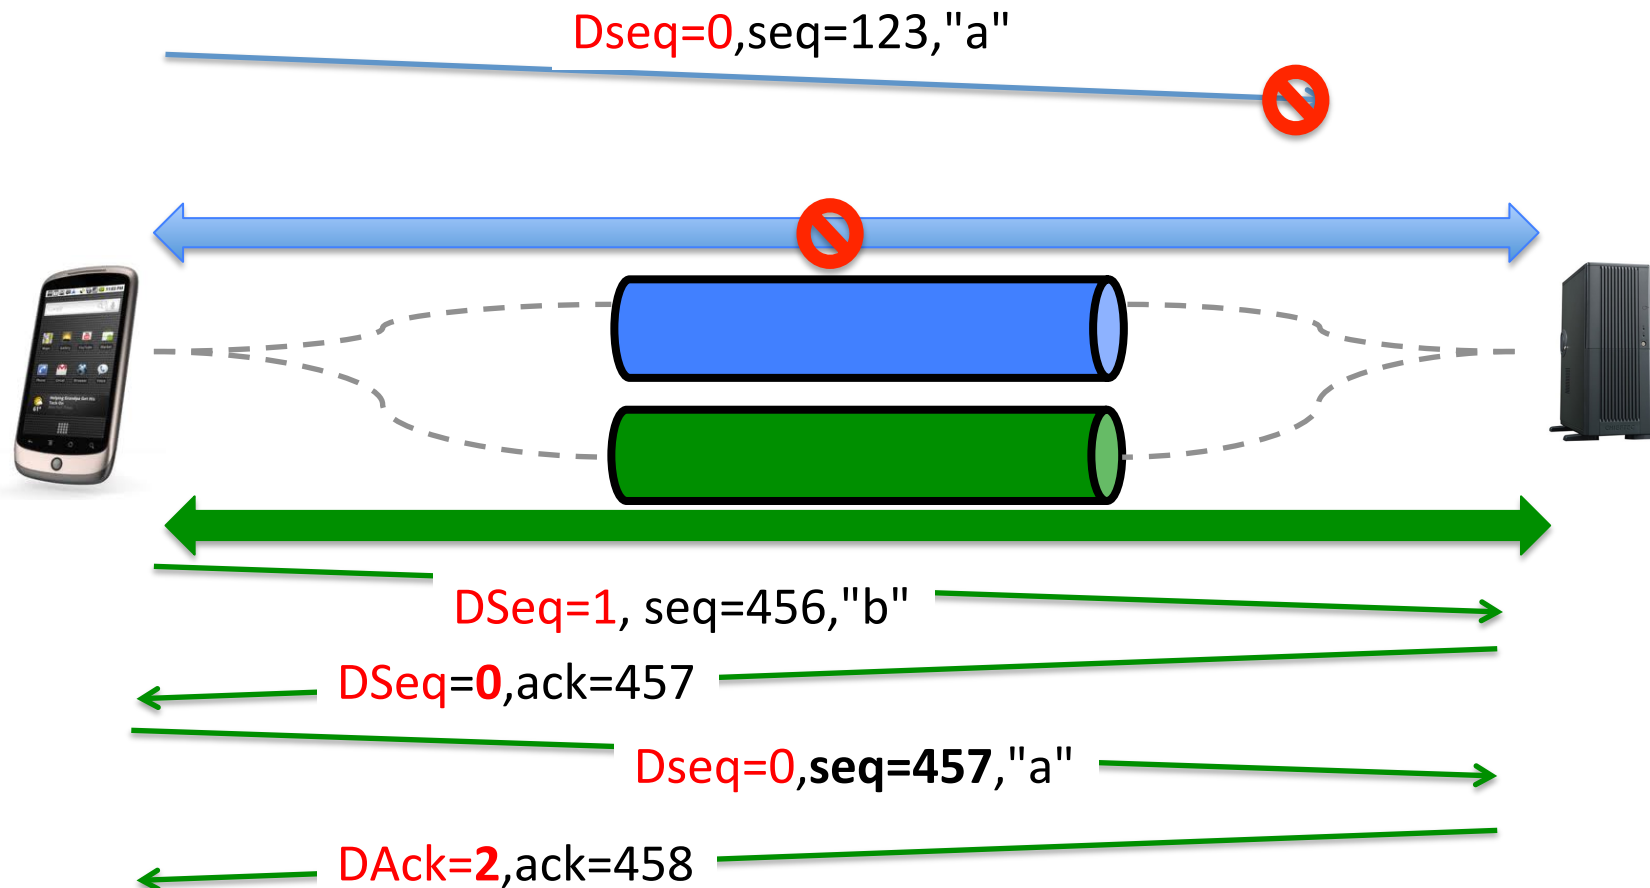 Dseq=0,seq=123,"a"
DSeq=1, seq=456,"b"
DSeq=0,ack=457
Dseq=0,seq=457,"a"
DAck=2,ack=458